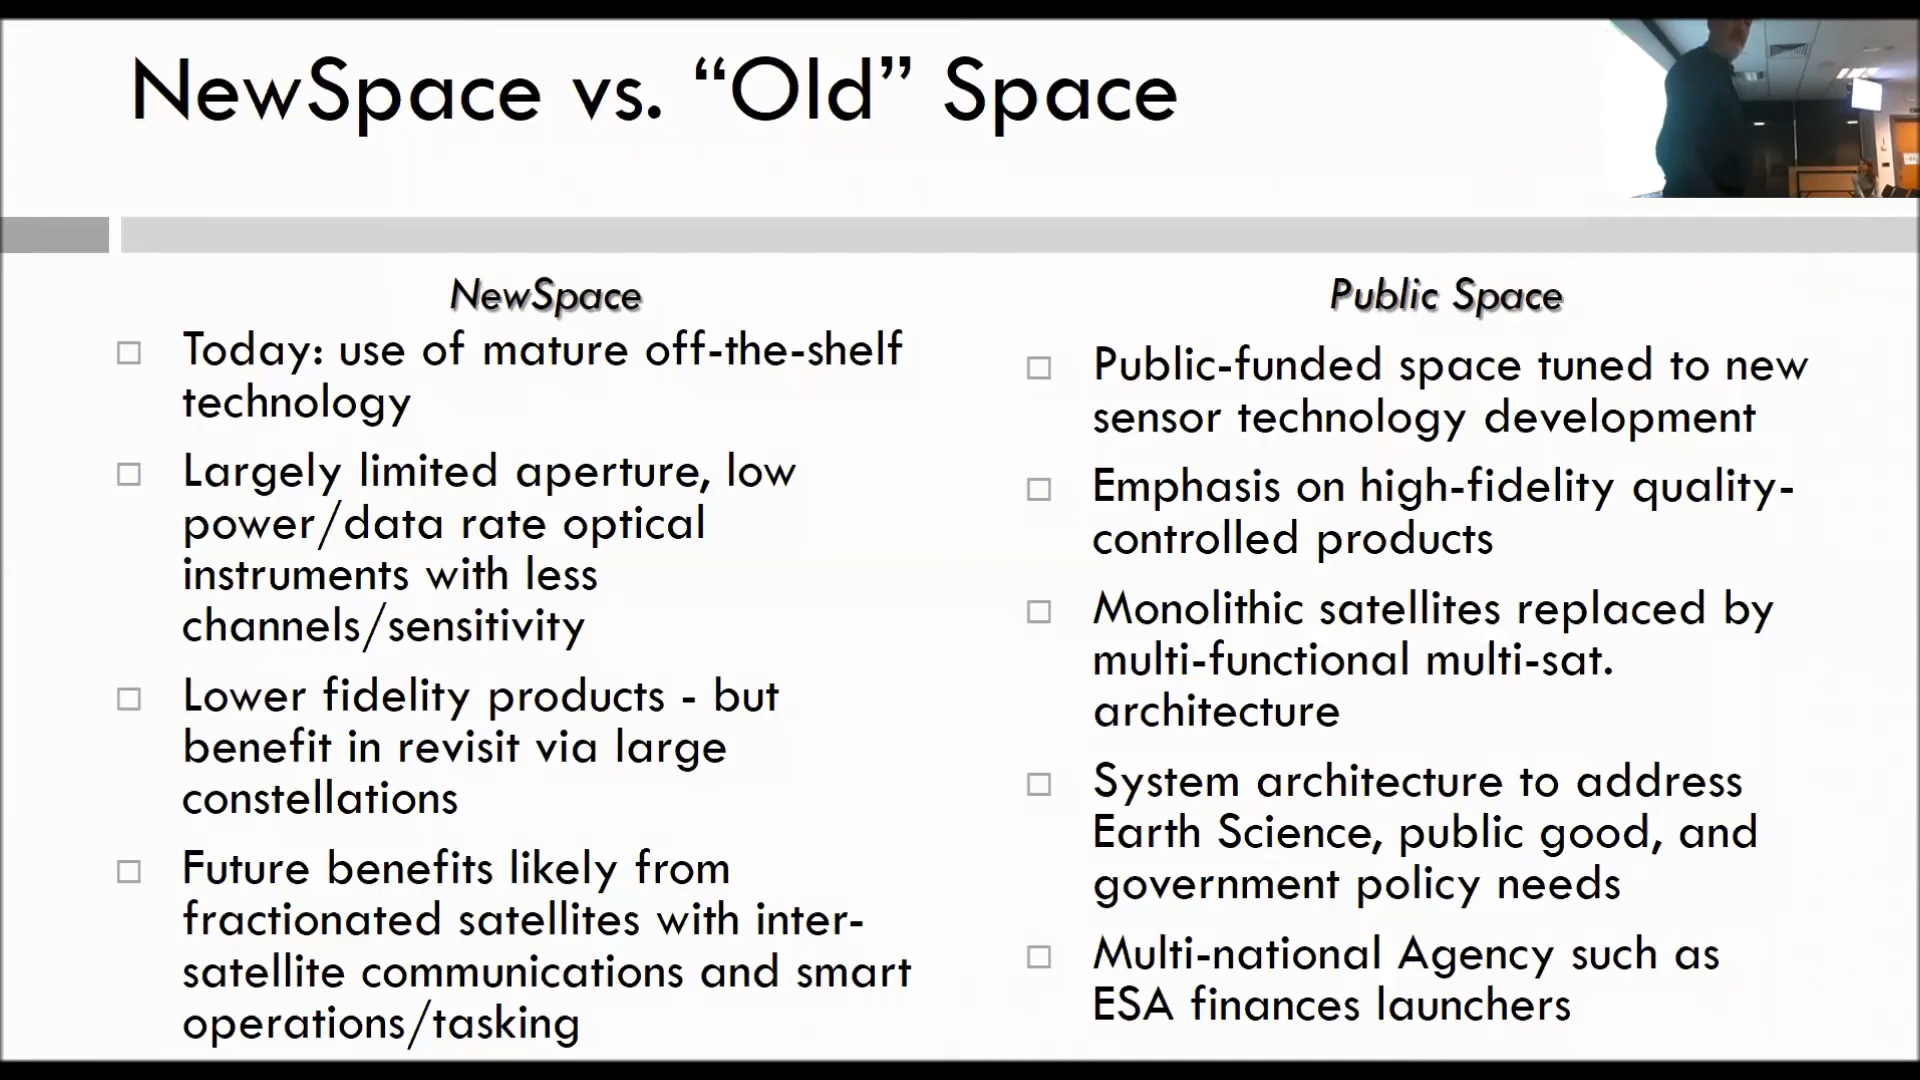 NewSpace vs. “Old” Space
NewSpace
Today: use of mature off-the-shelf
technology
Largely limited aperture, low
power/data rate optical
instruments with less
channels/sensitivity
Lower fidelity products - but
benefit in revisit via large
constellations
Future benefits likely from
fractionated satellites with inter-
satellite communications and smart
operations/tasking
Public Space
Public-funded space tuned to new
sensor technology development
Emphasis on high-fidelity quality-
controlled products
Monolithic satellites replaced by
multi-functional multi-sat.
architecture
System architecture to address
Earth Science, public good, and
government policy needs
Multi-national Agency such as
ESA finances launchers